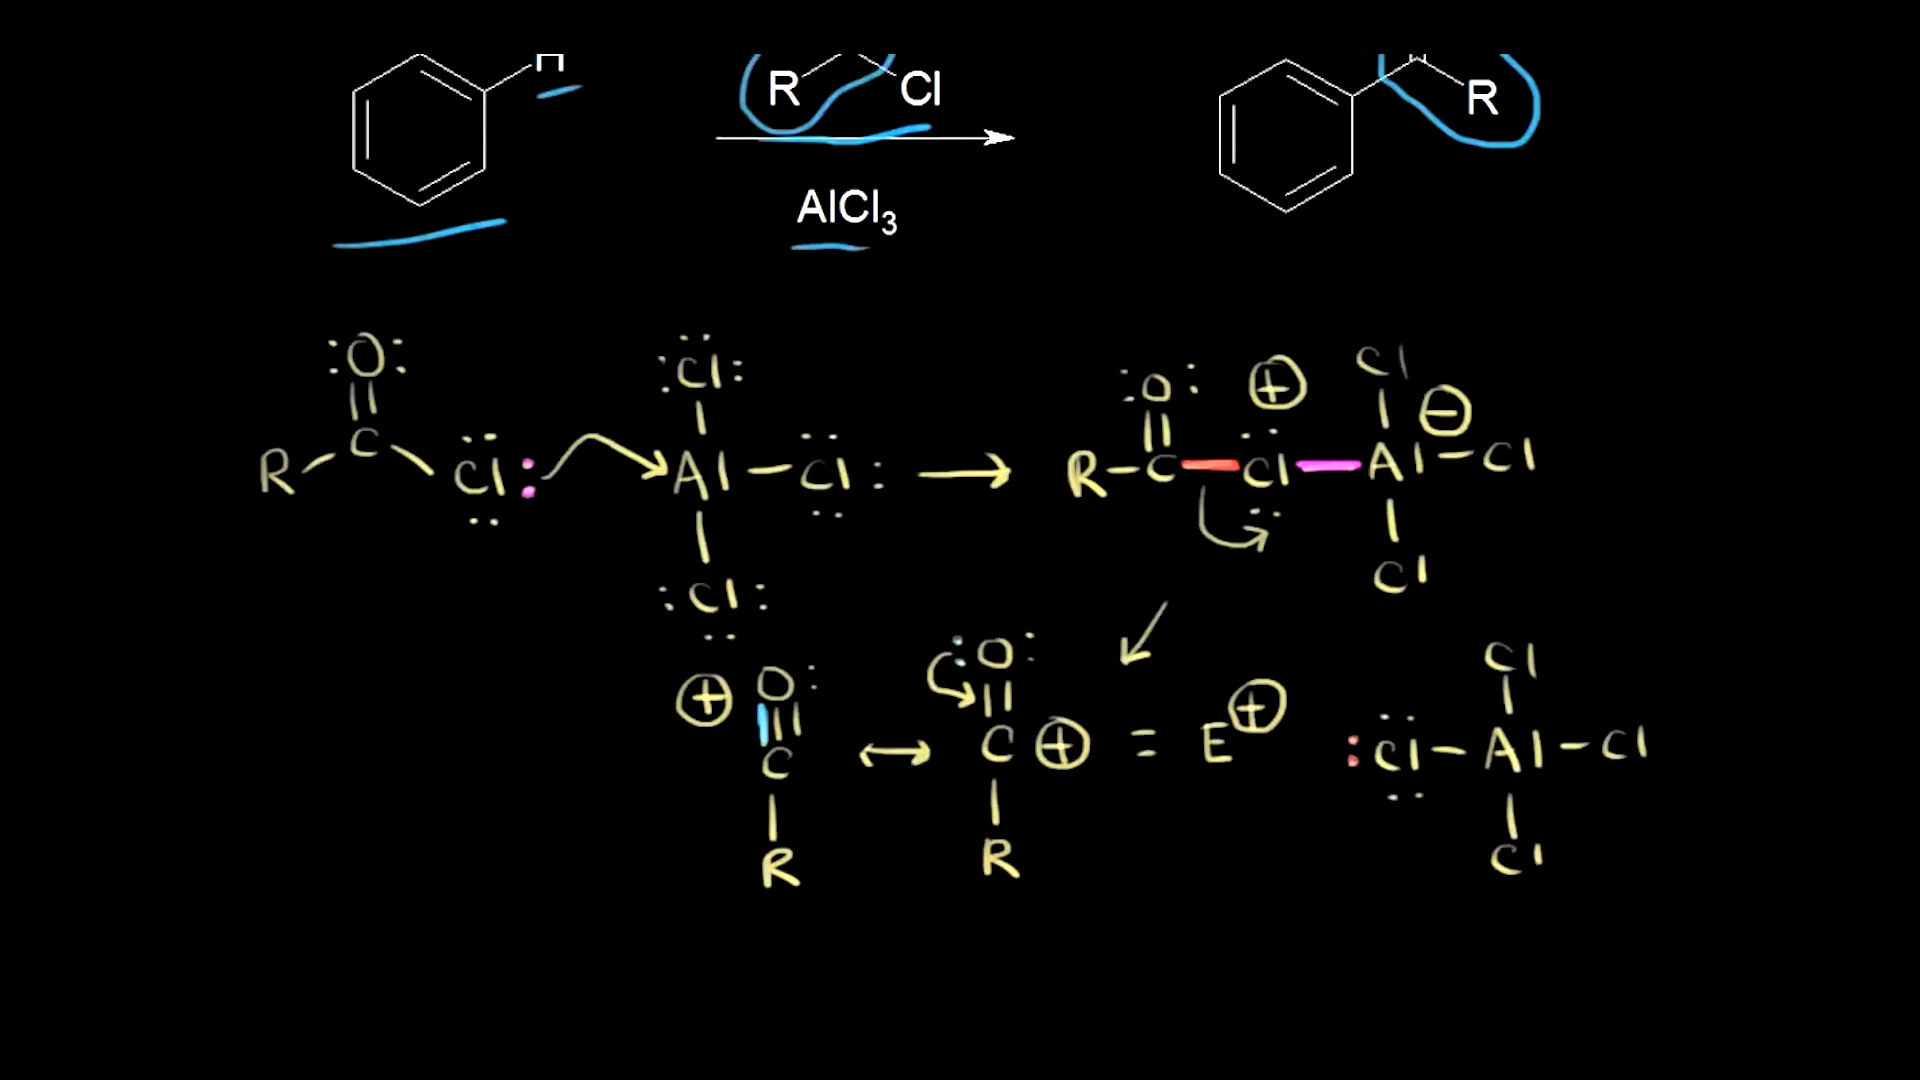 H R Cl R
AlCl₃
:O: :Cl: :O: ⊕ Cl ⊖
R-C-Cl: Al-Cl: → R-C-Cl-Al-Cl
:Cl: Cl
⊕ O: :O: Cl
C ↔ C ⊕ = E⊕ :Cl-Al-Cl
R R Cl